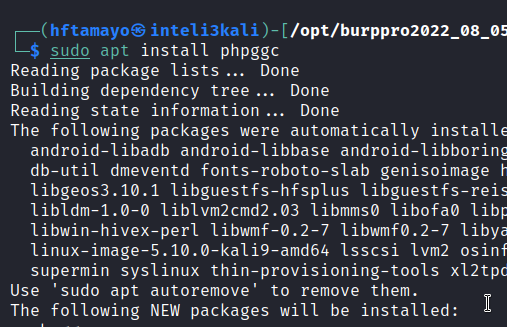 (hftamayo㉿inteli3kali)-[/opt/burppro2022_08_05
$ sudo apt install phpggc
Reading package lists... Done
Building dependency tree... Done
Reading state information... Done
The following packages were automatically installe
android-libadb android-libbase android-libboring
db-util dmeventd fonts-roboto-slab genisoimage h
libgeos3.10.1 libguestfs-hfsplus libguestfs-reis
libldm-1.0-0 liblvm2cmd2.03 libmms0 libofa0 libp
libwin-hivex-perl libwmf-0.2-7 libwmf0.2-7 libya
linux-image-5.10.0-kali9-amd64 lsscsi lvm2 osinf
supermin syslinux thin-provisioning-tools xl2tpd
Use 'sudo apt autoremove' to remove them.
The following NEW packages will be installed: